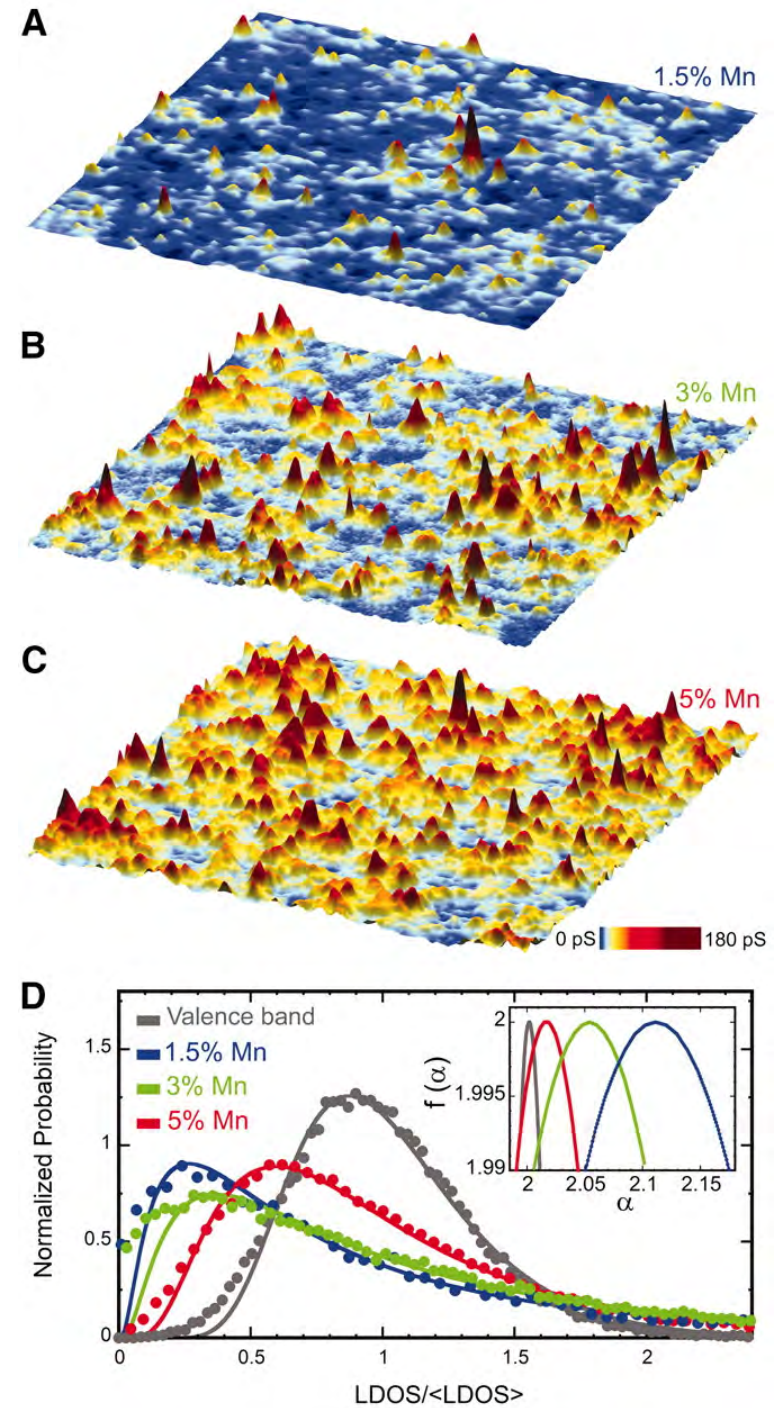 A
1.5% Mn
B
3% Mn
C
5% Mn
0 pS 180 pS
D
Valence band
1.5% Mn
3% Mn
5% Mn
Normalized Probability
1.5
1
0.5
0
0 0.5 1 1.5 2
LDOS/<LDOS>
f (α)
2
1.995
1.99
2 2.05 2.1 2.15
α